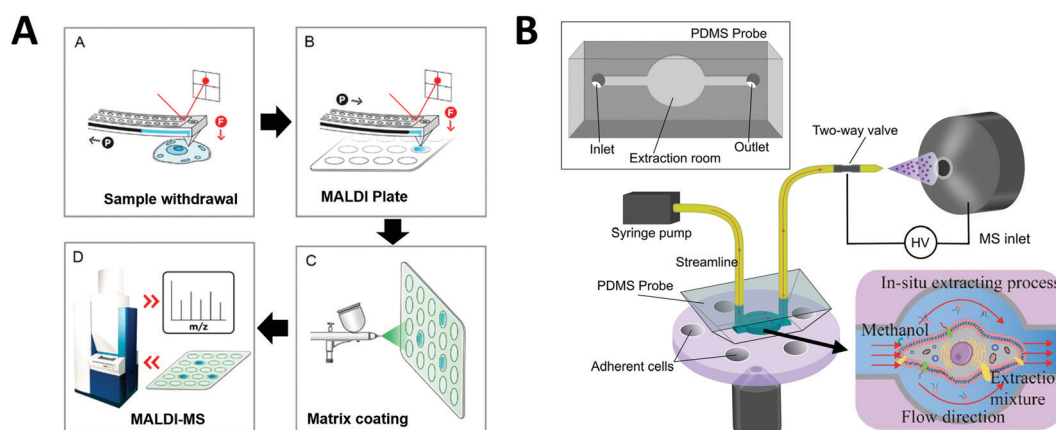 A
A
P
F
P
Sample withdrawal
B
P
F
MALDI Plate
D
m/z
MALDI-MS
C
Matrix coating
B
PDMS Probe
Inlet
Outlet
Extraction room
Two-way valve
Syringe pump
HV
MS inlet
Streamline
PDMS Probe
Adherent cells
In-situ extracting process
Methanol
Extraction
mixture
Flow direction